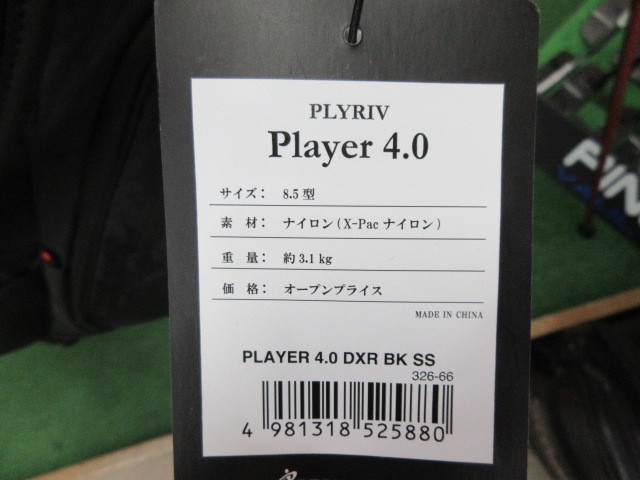 PLYRIV
Player 4.0
サイズ： 8.5 型
素 材： ナイロン(X-Pac ナイロン)
重 量： 約 3.1 kg
価 格： オープンプライス
MADE IN CHINA
PLAYER 4.0 DXR BK SS
326-66
4 981318 525880
PING